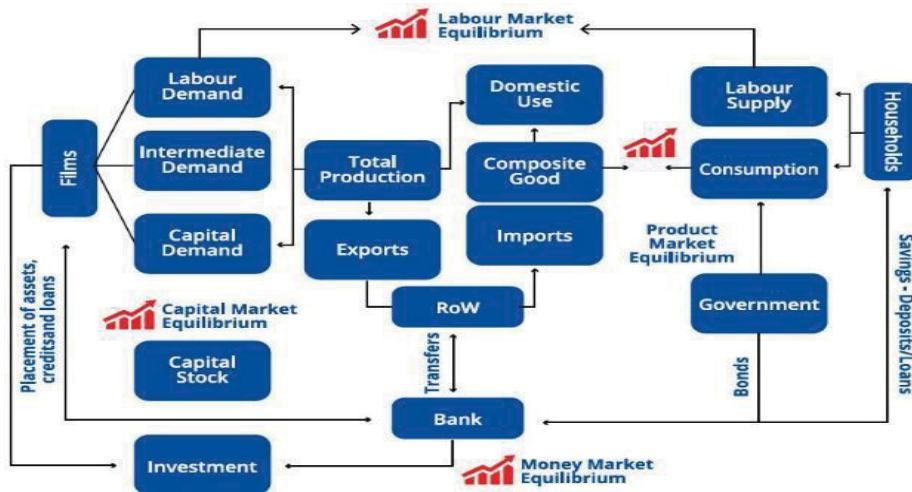 Labour Market
Equilibrium
Labour
Demand
Domestic
Use
Labour
Supply
Households
Films
Intermediate
Demand
Total
Production
Composite
Good
Consumption
Capital
Demand
Exports
Imports
Product
Market
Equilibrium
Placement of assets,
creditsand loans
Capital Market
Equilibrium
RoW
Government
Savings - Deposits/Loans
Capital
Stock
Transfers
Bonds
Bank
Investment
Money Market
Equilibrium